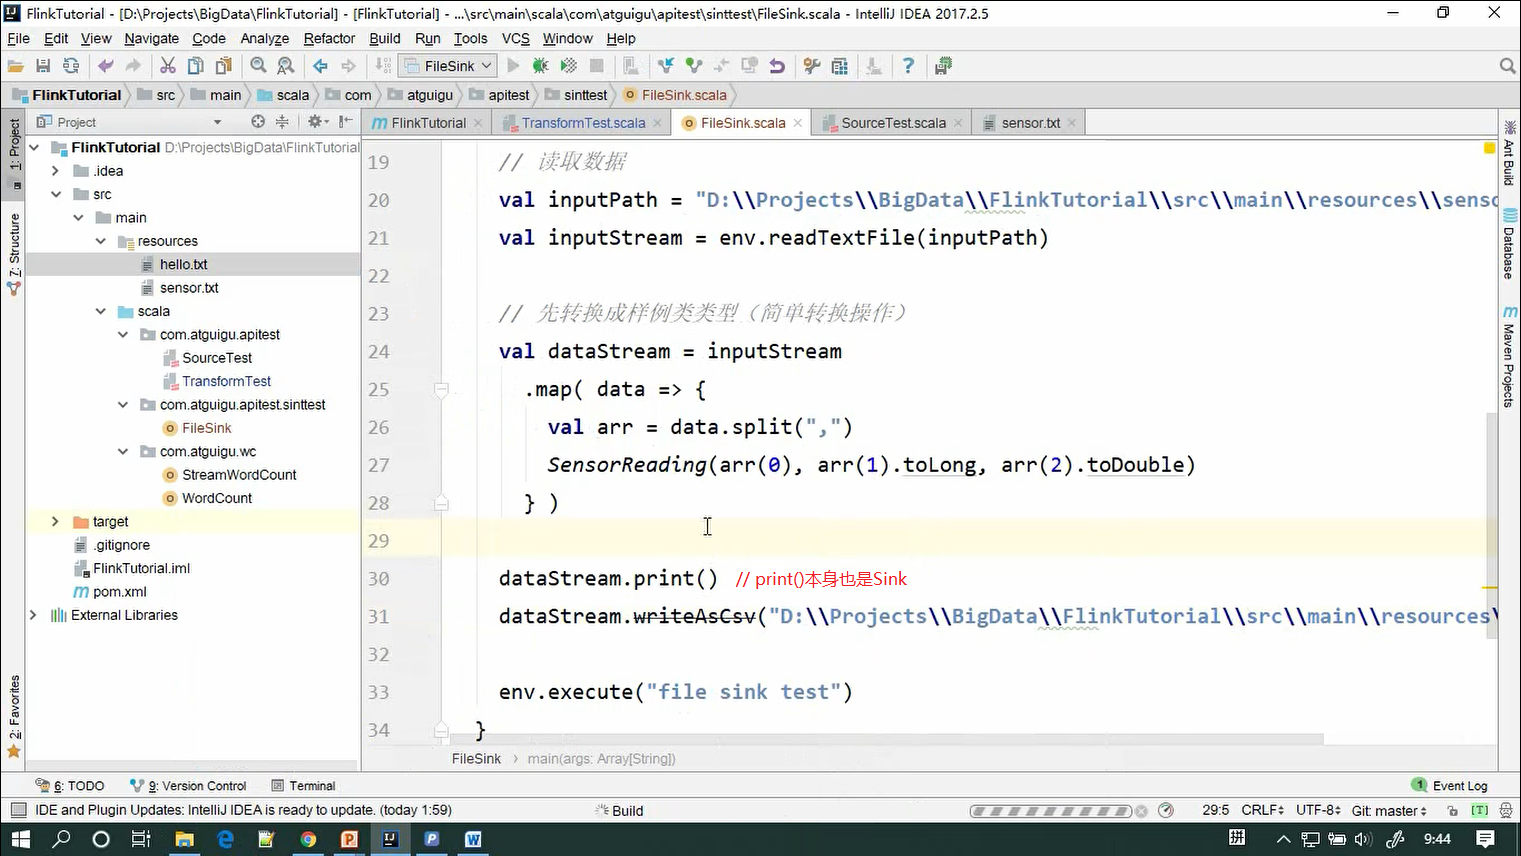 FlinkTutorial - [D:\Projects\BigData\FlinkTutorial] - [FlinkTutorial] - ...\src\main\scala\com\atguigu\apitest\sinttest\FileSink.scala - IntelliJ IDEA 2017.2.5
File Edit View Navigate Code Analyze Refactor Build Run Tools VCS Window Help
FileSink
FlinkTutorial src main scala com atguigu apitest sinttest FileSink.scala
Project
FlinkTutorial TransformTest.scala FileSink.scala SourceTest.scala sensor.txt
1: Project
7: Structure
2: Favorites
FlinkTutorial D:\Projects\BigData\FlinkTutorial
.idea
src
main
resources
hello.txt
sensor.txt
scala
com.atguigu.apitest
SourceTest
TransformTest
com.atguigu.apitest.sinttest
FileSink
com.atguigu.wc
StreamWordCount
WordCount
target
.gitignore
FlinkTutorial.iml
pom.xml
External Libraries
19 // 读取数据
20 val inputPath = "D:\\Projects\\BigData\\FlinkTutorial\\src\\main\\resources\\senso
21 val inputStream = env.readTextFile(inputPath)
22
23 // 先转换成样例类类型（简单转换操作）
24 val dataStream = inputStream
25 .map( data => {
26 val arr = data.split(",")
27 SensorReading(arr(0), arr(1).toLong, arr(2).toDouble)
28 } )
29
30 dataStream.print() // print()本身也是Sink
31 dataStream.writeAsCsv("D:\\Projects\\BigData\\FlinkTutorial\\src\\main\\resources\
32
33 env.execute("file sink test")
34 }
FileSink main(args: Array[String])
Ant Build
Database
Maven Projects
6: TODO 9: Version Control Terminal 1 Event Log
IDE and Plugin Updates: IntelliJ IDEA is ready to update. (today 1:59) Build 29:5 CRLF UTF-8 Git: master [T]
拼 9:44